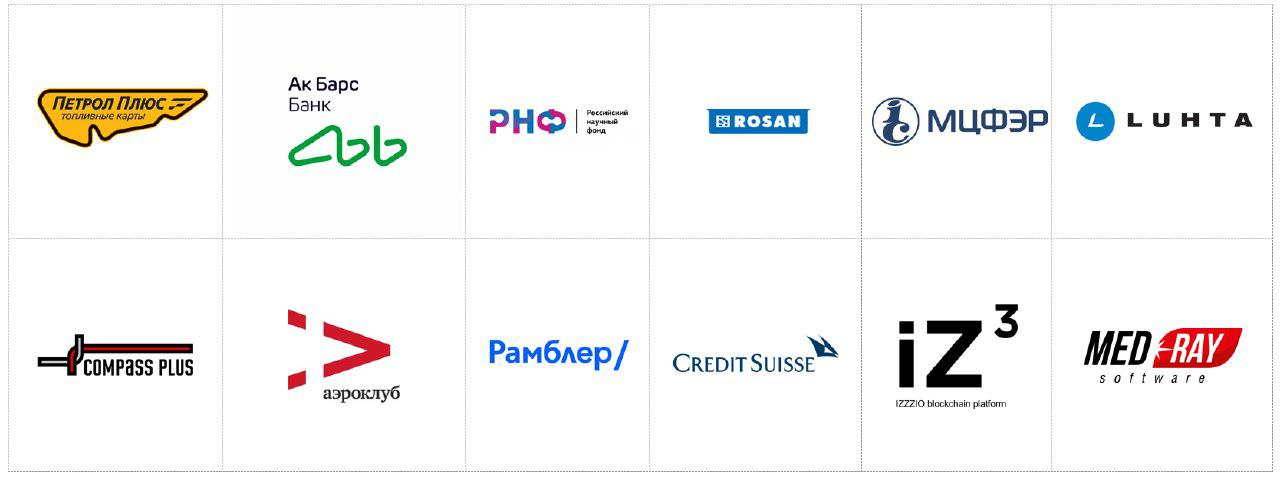 ПЕТРОЛ ПЛЮС
ТОПЛИВНЫЕ КАРТЫ
Ак Барс
Банк
РНФ
Российский
научный
фонд
ROSAN
МЦФЭР
L LUHTA
COMPASS PLUS
аэроклуб
Рамблер/
CREDIT SUISSE
iZ³
IZZZIO blockchain platform
MED RAY
software